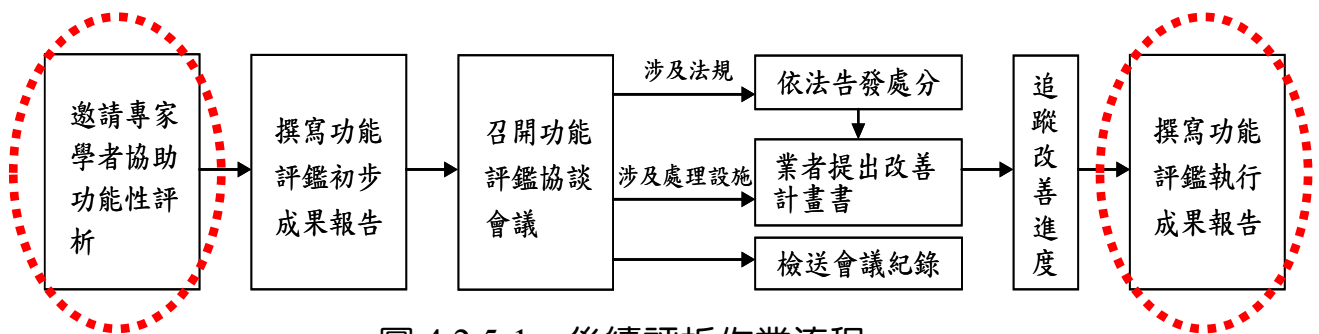 邀請專家
學者協助
功能性評
析
撰寫功能
評鑑初步
成果報告
召開功能
評鑑協談
會議
涉及法規
涉及處理設施
依法告發處分
業者提出改善
計畫書
檢送會議紀錄
追
蹤
改
善
進
度
撰寫功能
評鑑執行
成果報告